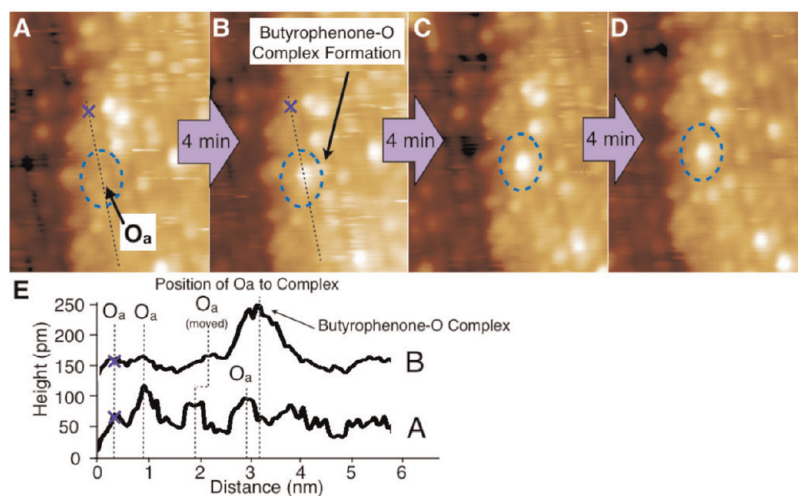 A
B
Butyrophenone-O
Complex Formation
C
D
4 min
4 min
4 min
Oa
E
Position of Oa to Complex
Oa
Oa
Oa
(moved)
Butyrophenone-O Complex
Oa
B
A
Height (pm)
250
200
150
100
50
0
0 1 2 3 4 5 6
Distance (nm)